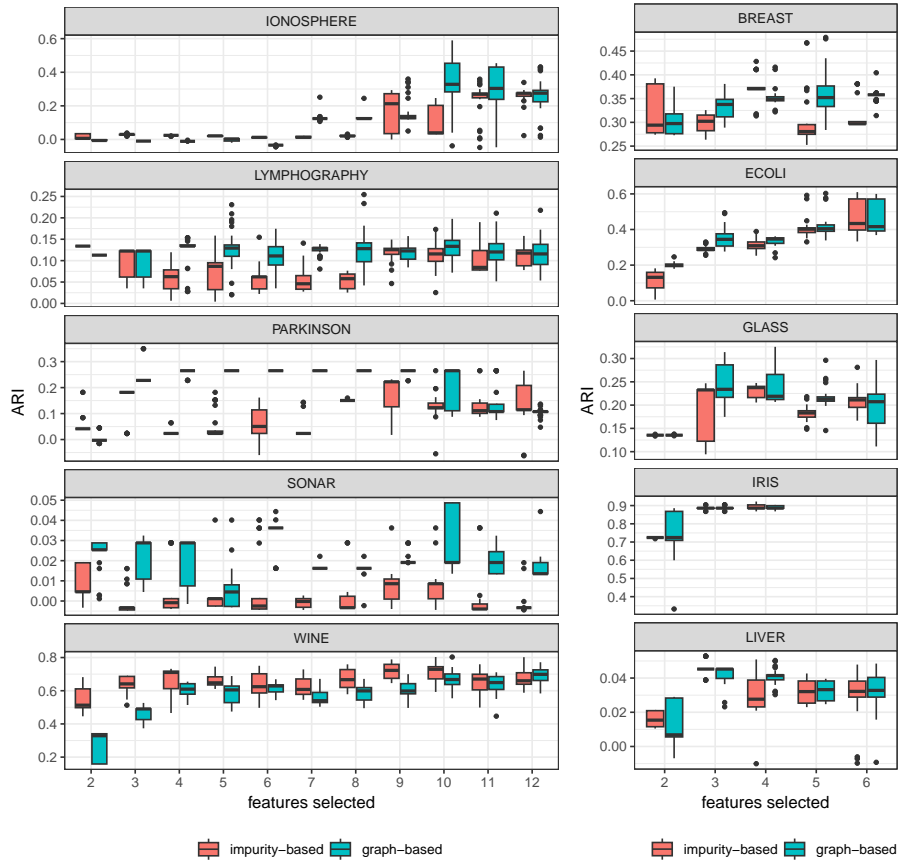 IONOSPHERE
0.6
0.4
0.2
0.0
LYMPHOGRAPHY
0.25
0.20
0.15
0.10
0.05
0.00
PARKINSON
0.3
0.2
0.1
0.0
ARI
SONAR
0.05
0.04
0.03
0.02
0.01
0.00
WINE
0.8
0.6
0.4
0.2
2 3 4 5 6 7 8 9 10 11 12
features selected
impurity−based graph−based
BREAST
0.45
0.40
0.35
0.30
0.25
ECOLI
0.6
0.4
0.2
0.0
GLASS
0.30
0.25
0.20
0.15
0.10
ARI
IRIS
0.9
0.8
0.7
0.6
0.5
0.4
LIVER
0.04
0.02
0.00
2 3 4 5 6
features selected
impurity−based graph−based